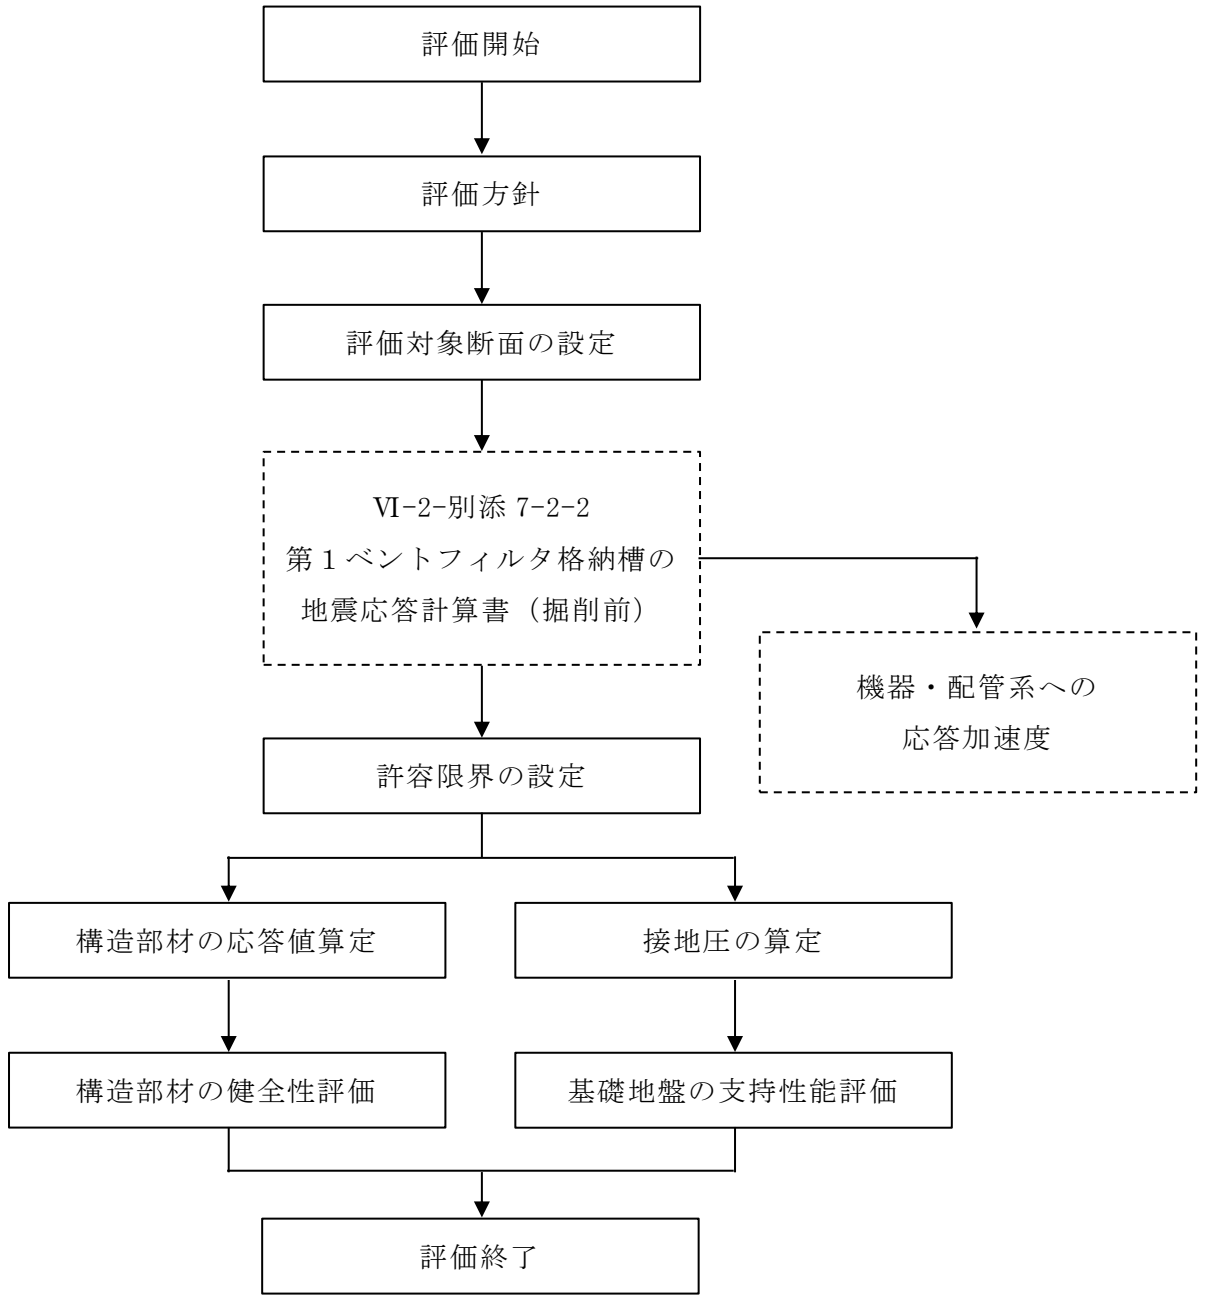 評価開始
評価方針
評価対象断面の設定
Ⅵ-2-別添 7-2-2
第１ベントフィルタ格納槽の
地震応答計算書（掘削前）
機器・配管系への
応答加速度
許容限界の設定
構造部材の応答値算定
接地圧の算定
構造部材の健全性評価
基礎地盤の支持性能評価
評価終了